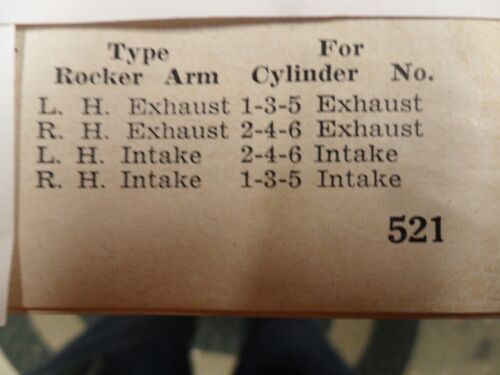 Type For
Rocker Arm Cylinder No.
L. H. Exhaust 1-3-5 Exhaust
R. H. Exhaust 2-4-6 Exhaust
L. H. Intake 2-4-6 Intake
R. H. Intake 1-3-5 Intake
521